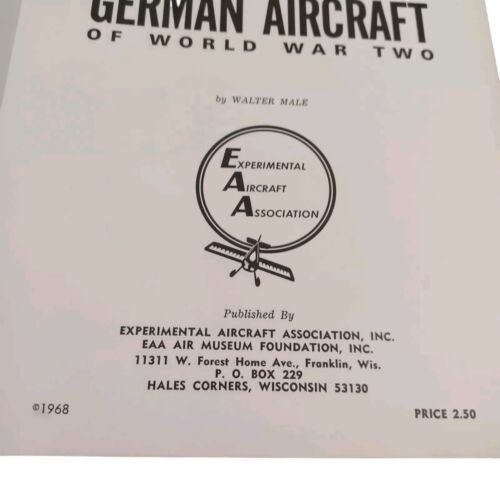 GERMAN AIRCRAFT
OF WORLD WAR TWO
by WALTER MALE
EXPERIMENTAL
AIRCRAFT
ASSOCIATION
Published By
EXPERIMENTAL AIRCRAFT ASSOCIATION, INC.
EAA AIR MUSEUM FOUNDATION, INC.
11311 W. Forest Home Ave., Franklin, Wis.
P. O. BOX 229
HALES CORNERS, WISCONSIN 53130
©1968
PRICE 2.50